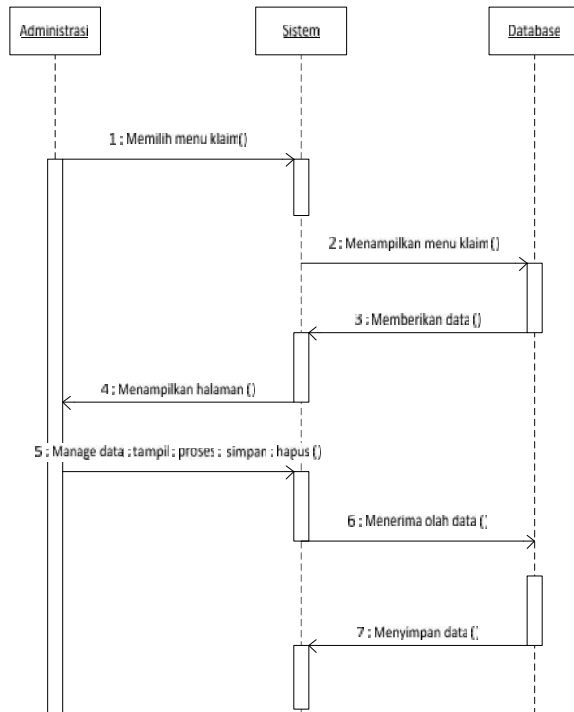 Administrasi
Sistem
Database
1 : Memilih menu klaim()
2 : Menampilkan menu klaim()
3 : Memberikan data ()
4 : Menampilkan halaman ()
5 : Manage data : tampil : proses : simpan : hapus ()
6 : Menerima olah data ()
7 : Menyimpan data ()